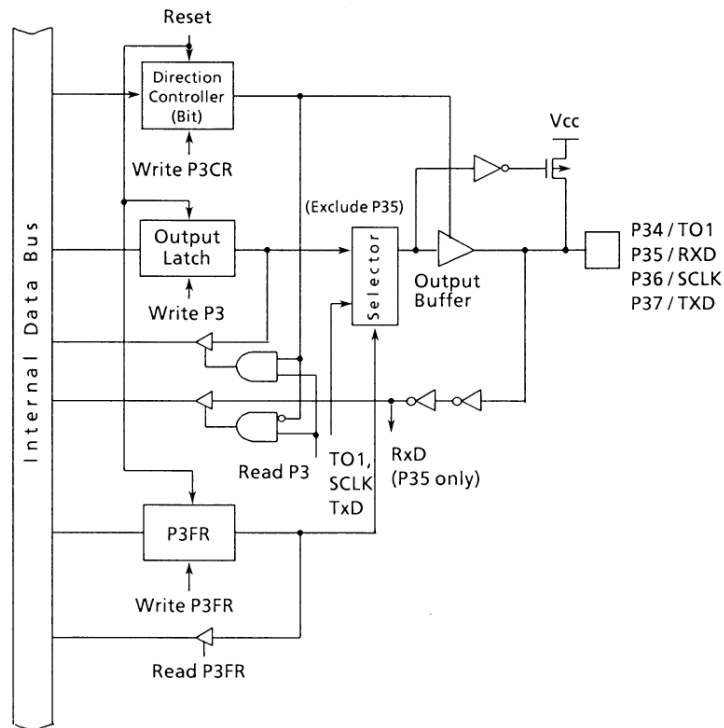 Reset
Direction
Controller
(Bit)
Write P3CR
Vcc
(Exclude P35)
Output
Latch
Write P3
Selector
Output
Buffer
P34 / TO1
P35 / RXD
P36 / SCLK
P37 / TXD
Internal Data Bus
Read P3
TO1,
SCLK
TxD
RxD
(P35 only)
P3FR
Write P3FR
Read P3FR